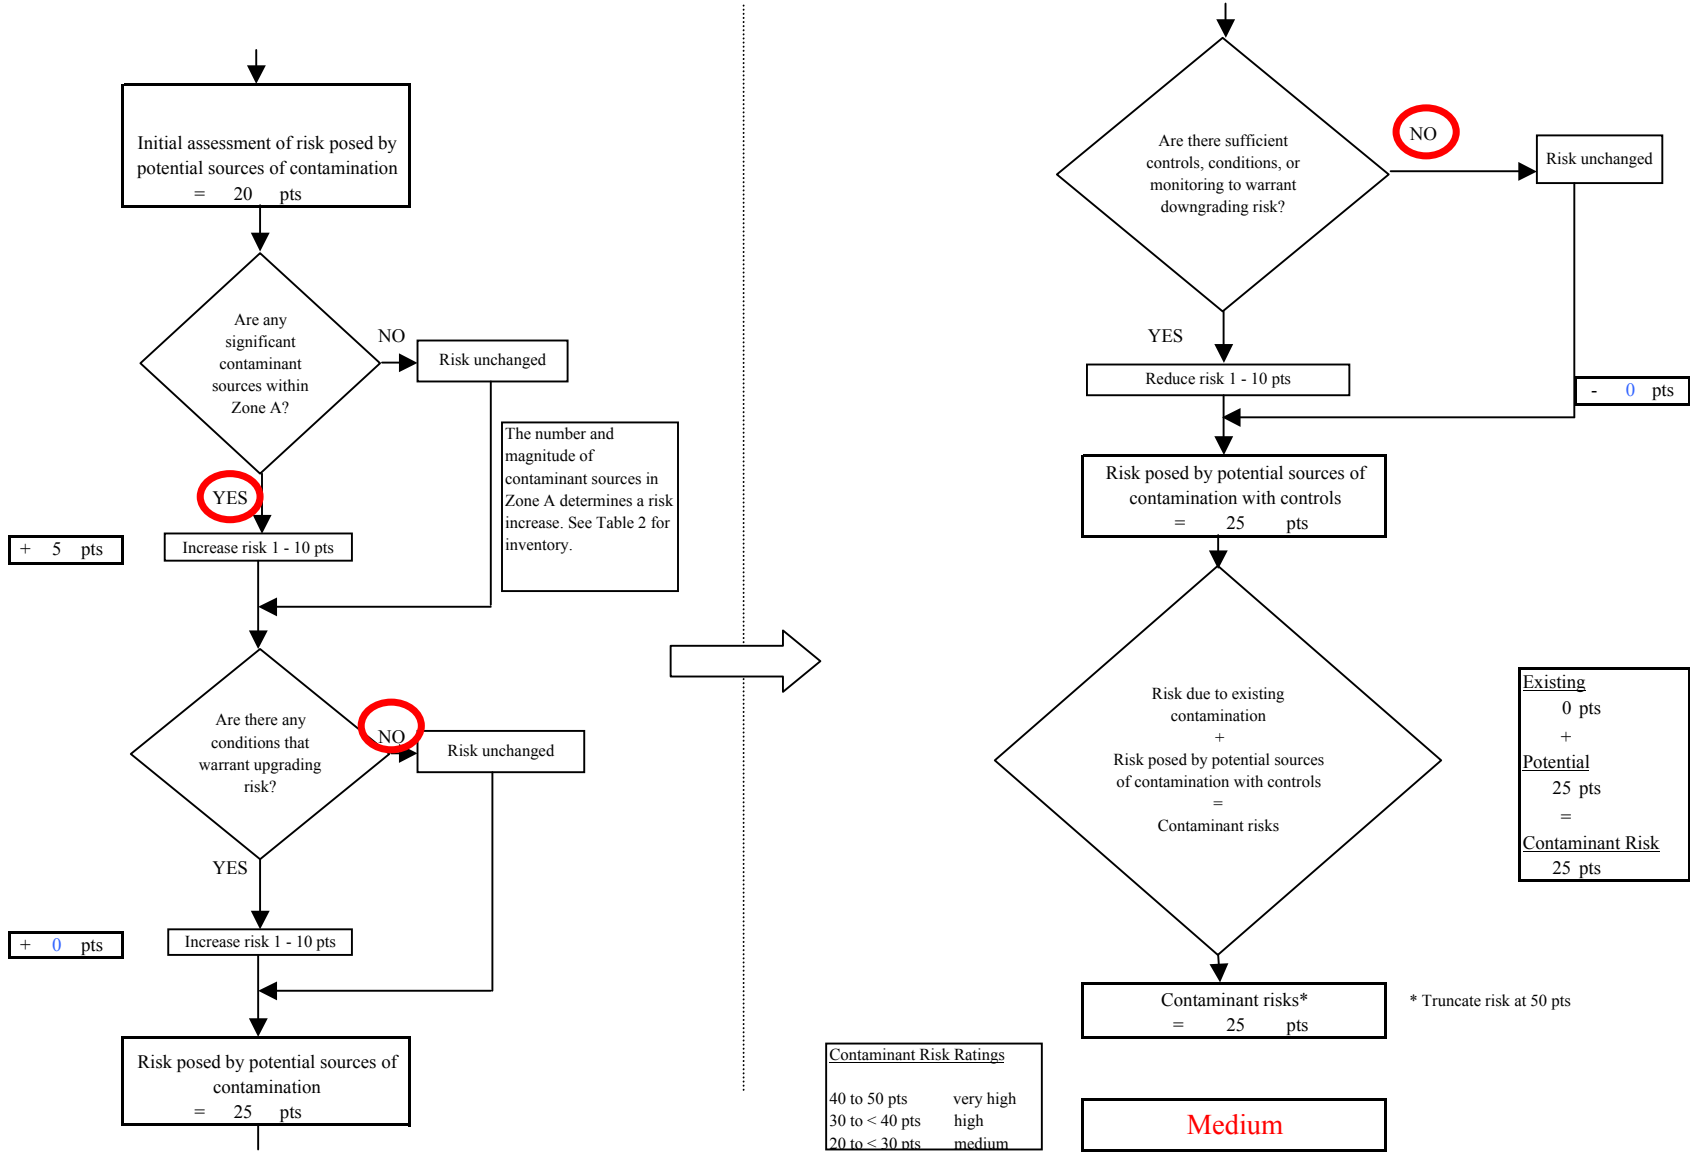 Initial assessment of risk posed by
potential sources of contamination
= 20 pts
Are any
significant
contaminant
sources within
Zone A?
NO
Risk unchanged
The number and
magnitude of
contaminant sources in
Zone A determines a risk
increase. See Table 2 for
inventory.
YES
+ 5 pts
Increase risk 1 - 10 pts
Are there any
conditions that
warrant upgrading
risk?
NO
Risk unchanged
YES
+ 0 pts
Increase risk 1 - 10 pts
Risk posed by potential sources of
contamination
= 25 pts
Are there sufficient
controls, conditions, or
monitoring to warrant
downgrading risk?
NO
Risk unchanged
YES
Reduce risk 1 - 10 pts
- 0 pts
Risk posed by potential sources of
contamination with controls
= 25 pts
Risk due to existing
contamination
+
Risk posed by potential sources
of contamination with controls
=
Contaminant risks
Existing
0 pts
+
Potential
25 pts
=
Contaminant Risk
25 pts
Contaminant risks*
= 25 pts
* Truncate risk at 50 pts
Contaminant Risk Ratings
40 to 50 pts very high
30 to < 40 pts high
20 to < 30 pts medium
Medium